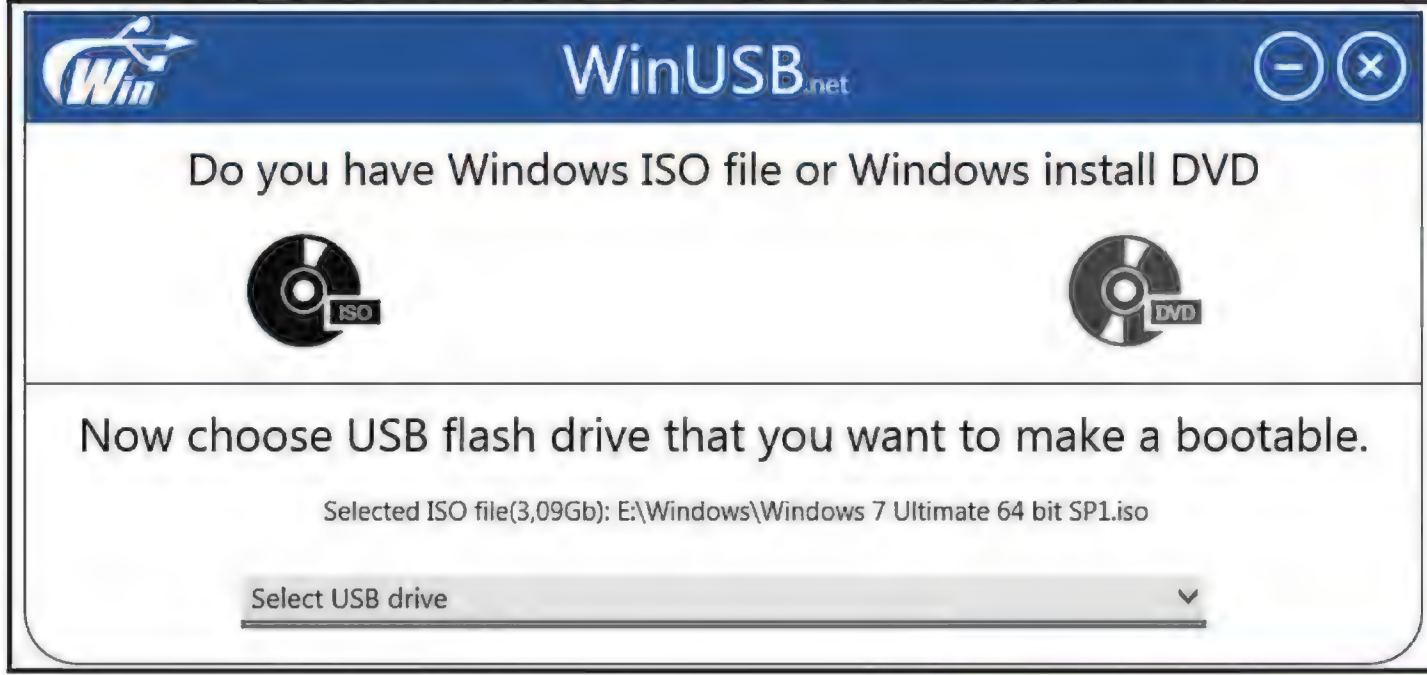 Win
WinUSB.net
Do you have Windows ISO file or Windows install DVD
ISO
DVD
Now choose USB flash drive that you want to make a bootable.
Selected ISO file(3,09Gb): E:\Windows\Windows 7 Ultimate 64 bit SP1.iso
Select USB drive